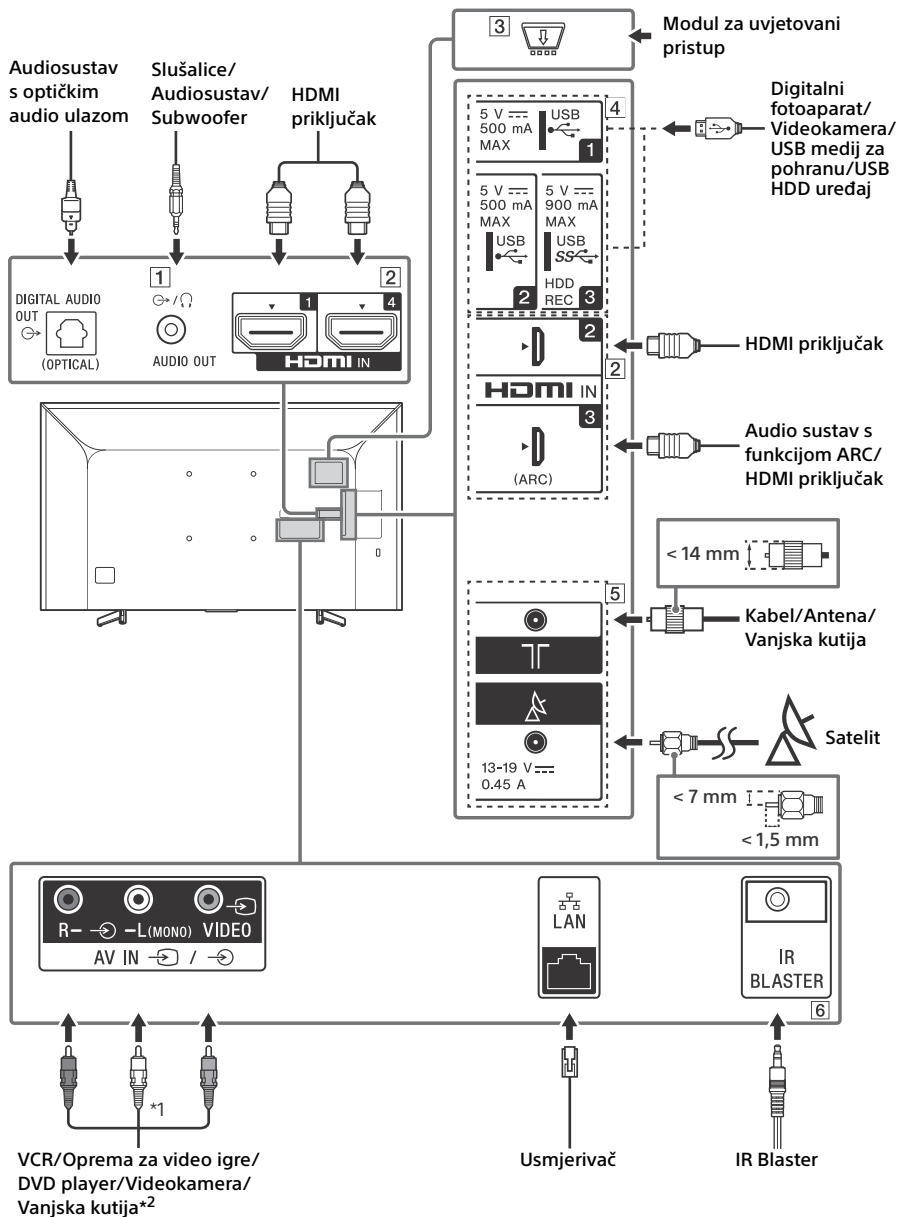 3
Modul za uvjetovani
pristup
Audiosustav
s optičkim
audio ulazom
Slušalice/
Audiosustav/
Subwoofer
HDMI
priključak
DIGITAL AUDIO
OUT
(OPTICAL)
1
AUDIO OUT
2
1
4
HDMI IN
4
5 V
500 mA
MAX
USB
1
5 V
500 mA
MAX
USB
2
5 V
900 mA
MAX
USB
SS
HDD
REC
3
Digitalni
fotoaparat/
Videokamera/
USB medij za
pohranu/USB
HDD uređaj
2
2
HDMI IN
3
(ARC)
HDMI priključak
Audio sustav s
funkcijom ARC/
HDMI priključak
5
< 14 mm
Kabel/Antena/
Vanjska kutija
13-19 V
0.45 A
Satelit
< 7 mm
< 1,5 mm
R– –L(MONO) VIDEO
AV IN /
LAN
IR
BLASTER
6
*1
VCR/Oprema za video igre/
DVD player/Videokamera/
Vanjska kutija*2
Usmjerivač
IR Blaster